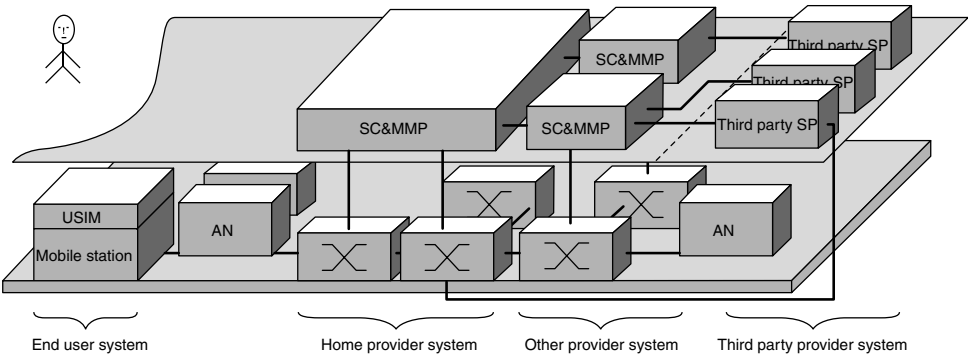 Third party SP
SC&MMP
Third party SP
SC&MMP
SC&MMP
Third party SP
USIM
AN
AN
Mobile station
End user system
Home provider system
Other provider system
Third party provider system